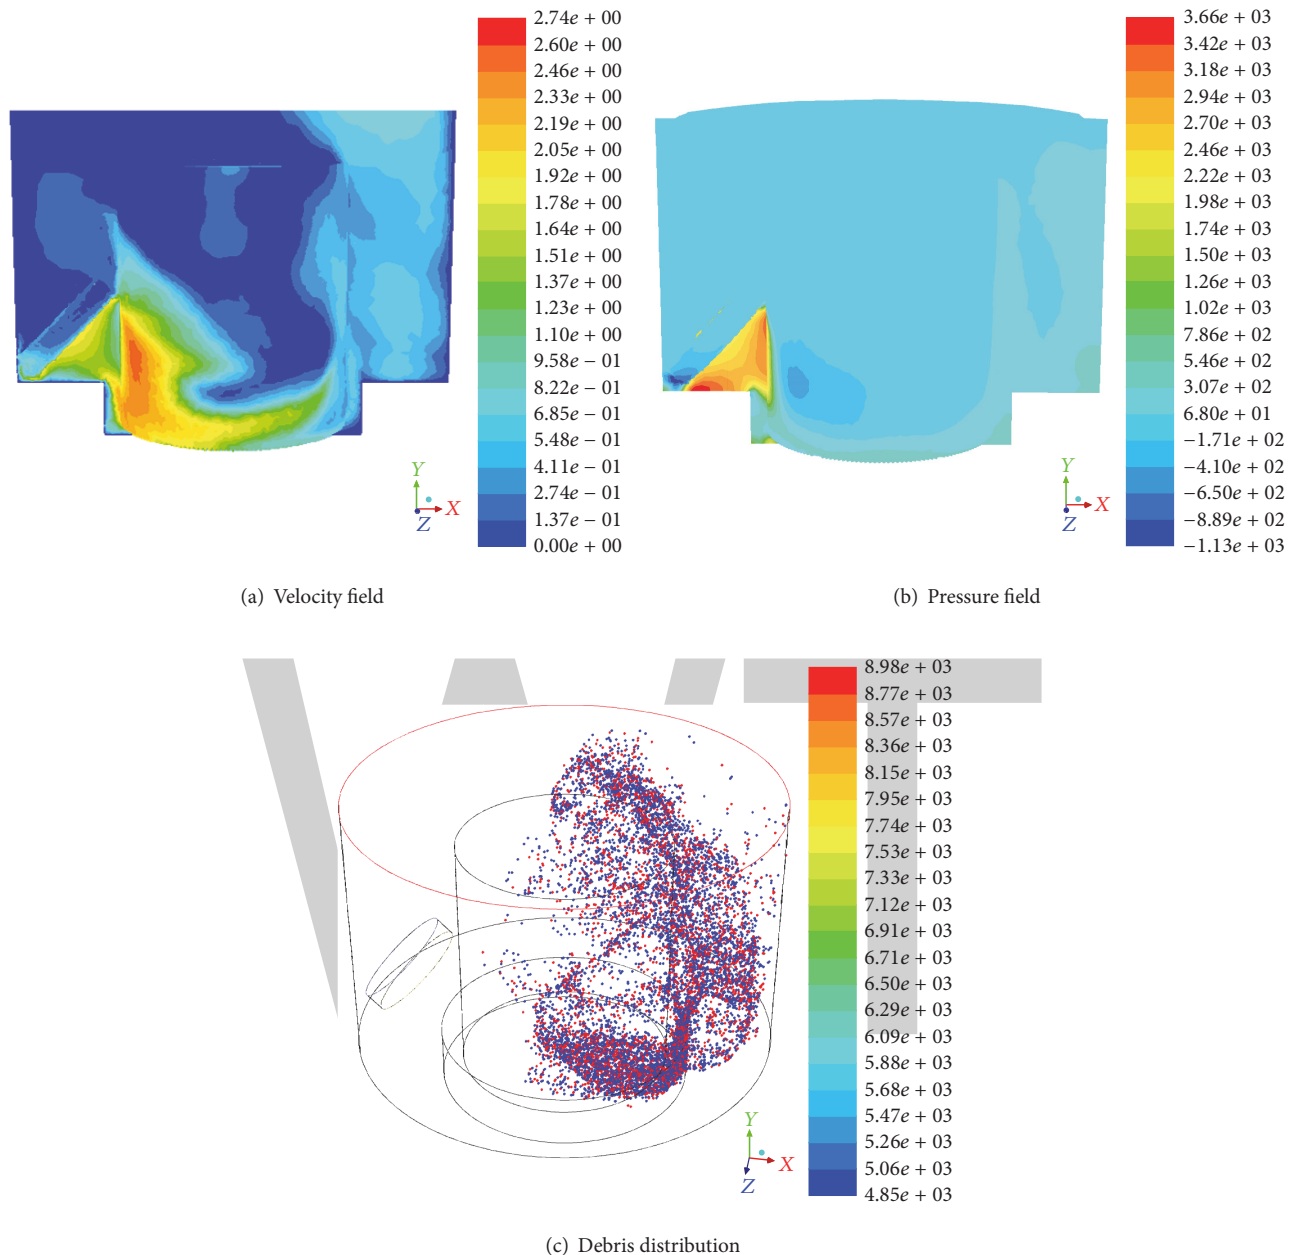 2.74e + 00
2.60e + 00
2.46e + 00
2.33e + 00
2.19e + 00
2.05e + 00
1.92e + 00
1.78e + 00
1.64e + 00
1.51e + 00
1.37e + 00
1.23e + 00
1.10e + 00
9.58e − 01
8.22e − 01
6.85e − 01
5.48e − 01
4.11e − 01
2.74e − 01
1.37e − 01
0.00e + 00
Y
X
Z
(a) Velocity field
3.66e + 03
3.42e + 03
3.18e + 03
2.94e + 03
2.70e + 03
2.46e + 03
2.22e + 03
1.98e + 03
1.74e + 03
1.50e + 03
1.26e + 03
1.02e + 03
7.86e + 02
5.46e + 02
3.07e + 02
6.80e + 01
−1.71e + 02
−4.10e + 02
−6.50e + 02
−8.89e + 02
−1.13e + 03
Y
X
Z
(b) Pressure field
8.98e + 03
8.77e + 03
8.57e + 03
8.36e + 03
8.15e + 03
7.95e + 03
7.74e + 03
7.53e + 03
7.33e + 03
7.12e + 03
6.91e + 03
6.71e + 03
6.50e + 03
6.29e + 03
6.09e + 03
5.88e + 03
5.68e + 03
5.47e + 03
5.26e + 03
5.06e + 03
4.85e + 03
Y
X
Z
(c) Debris distribution